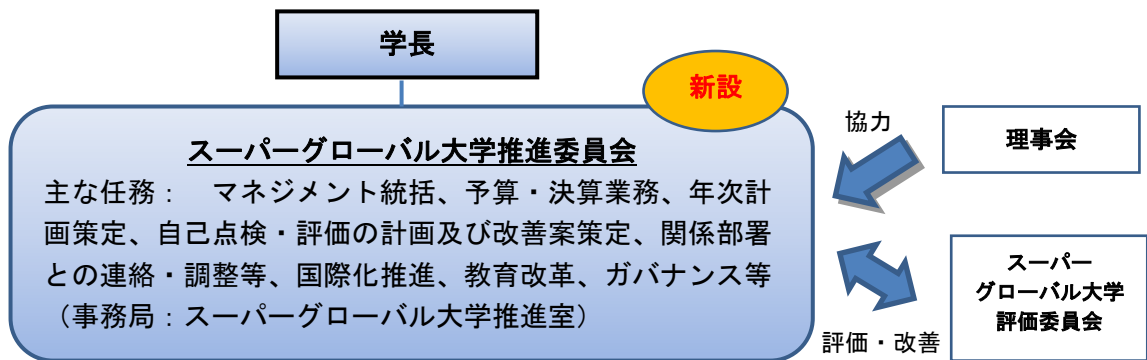 学長
新設
スーパーグローバル大学推進委員会
主な任務：　マネジメント統括、予算・決算業務、年次計
画策定、自己点検・評価の計画及び改善案策定、関係部署
との連絡・調整等、国際化推進、教育改革、ガバナンス等
（事務局：スーパーグローバル大学推進室）
協力
理事会
スーパー
グローバル大学
評価委員会
評価・改善